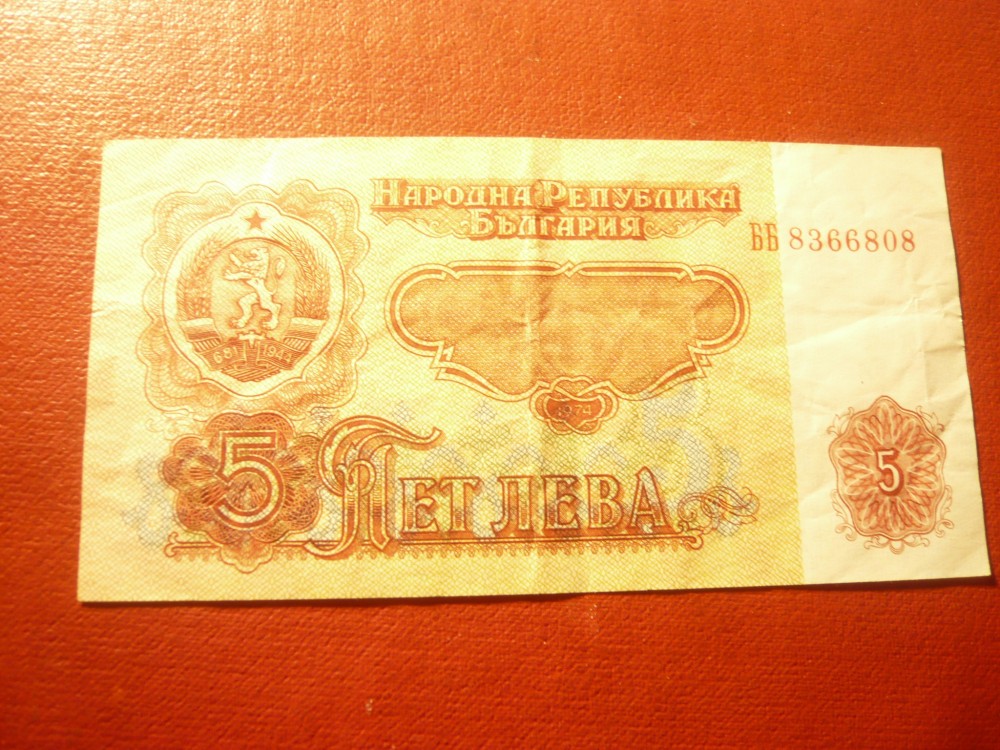 Народна Република
България
ББ 8366808
681 1944
1974
5 Пет лева
5